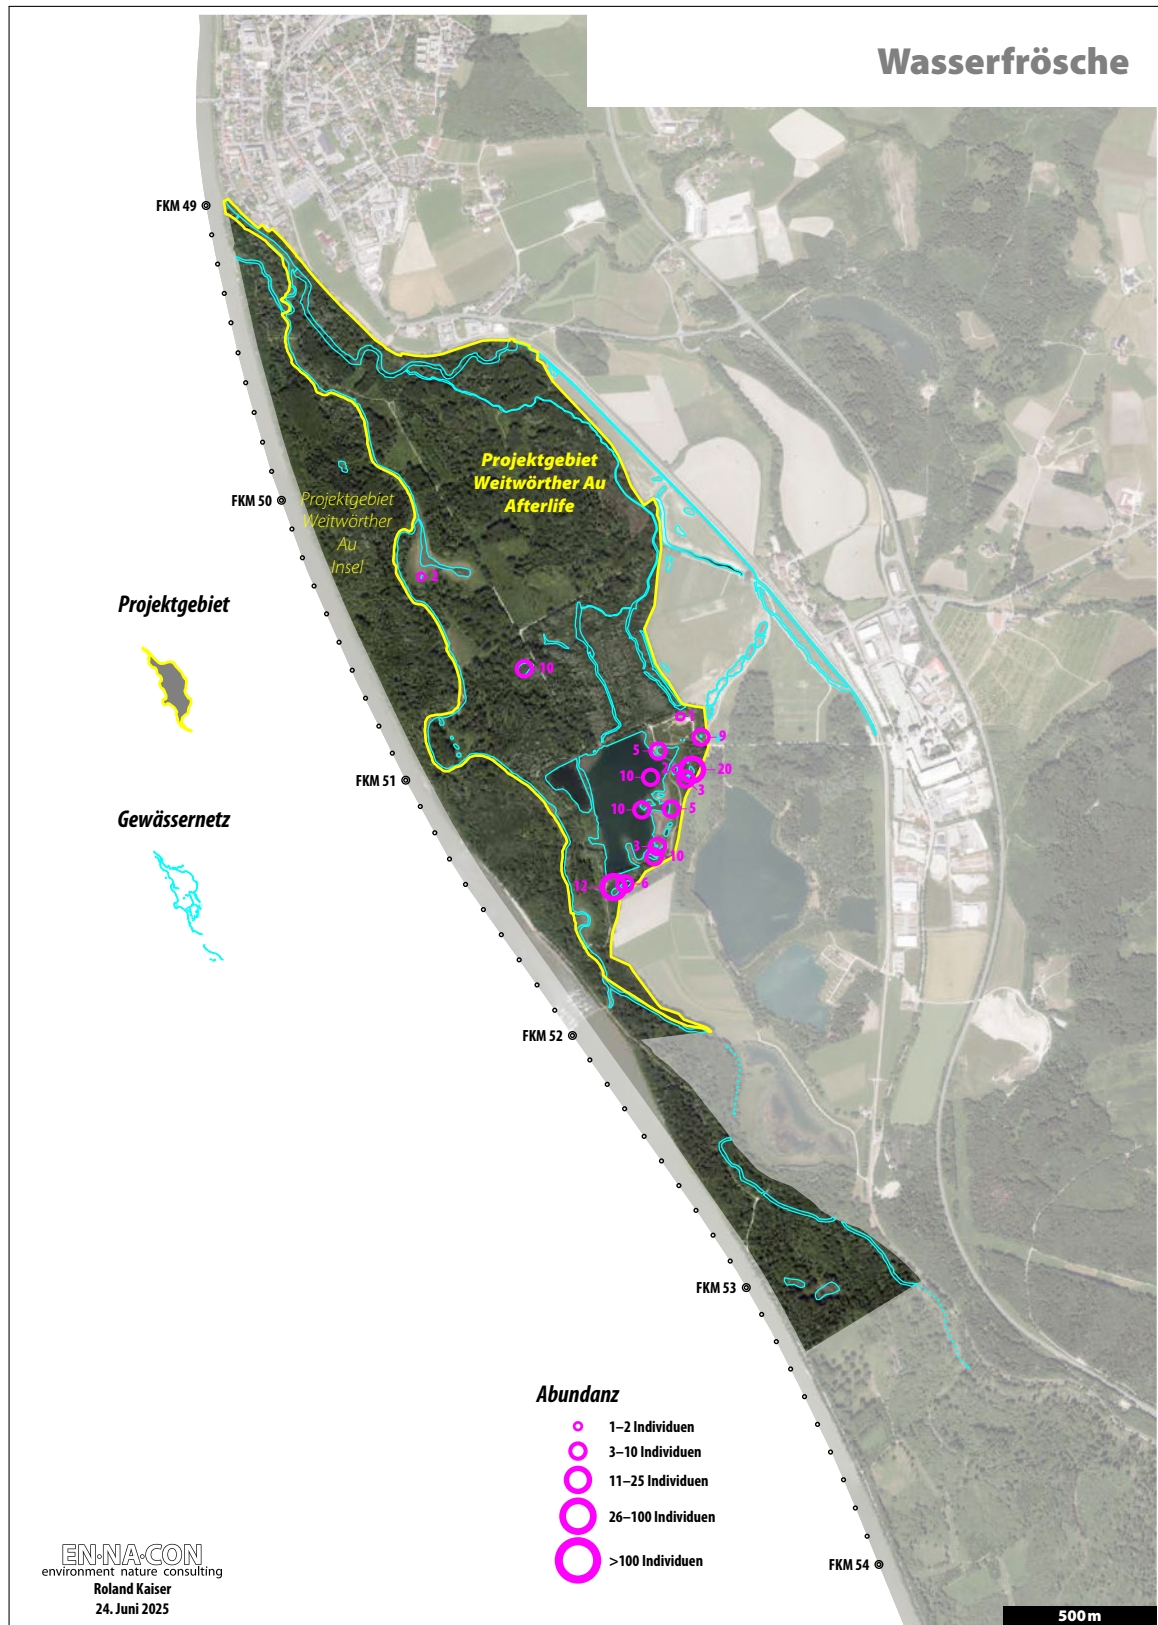 Wasserfrösche
FKM 49
Projektgebiet
Weitwörther Au
Afterlife
FKM 50
Projektgebiet
Weitwörther
Au
Insel
2
Projektgebiet
10
1
9
5
20
10
3
FKM 51
10
5
Gewässernetz
3
10
12
6
FKM 52
FKM 53
Abundanz
1–2 Individuen
3–10 Individuen
11–25 Individuen
26–100 Individuen
>100 Individuen
FKM 54
EN·NA·CON
environment nature consulting
Roland Kaiser
24. Juni 2025
500 m